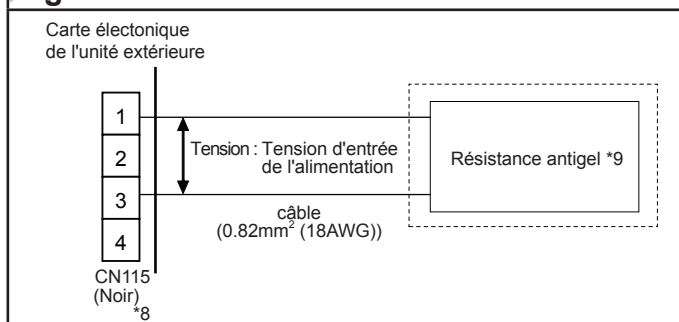 Carte électonique
de l'unité extérieure
1
2
3
4
Tension : Tension d'entrée
de l'alimentation
Résistance antigel *9
câble
(0.82mm² (18AWG))
CN115
(Noir)
*8